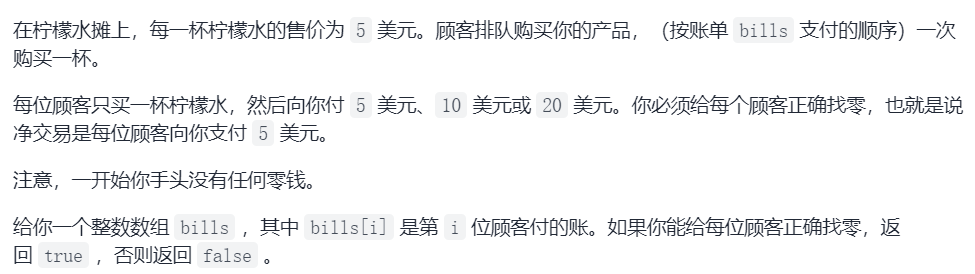 在柠檬水摊上，每一杯柠檬水的售价为 5 美元。顾客排队购买你的产品，（按账单 bills 支付的顺序）一次
购买一杯。
每位顾客只买一杯柠檬水，然后向你付 5 美元、10 美元或 20 美元。你必须给每个顾客正确找零，也就是说
净交易是每位顾客向你支付 5 美元。
注意，一开始你手头没有任何零钱。
给你一个整数数组 bills ，其中 bills[i] 是第 i 位顾客付的账。如果你能给每位顾客正确找零，返
回 true ，否则返回 false 。